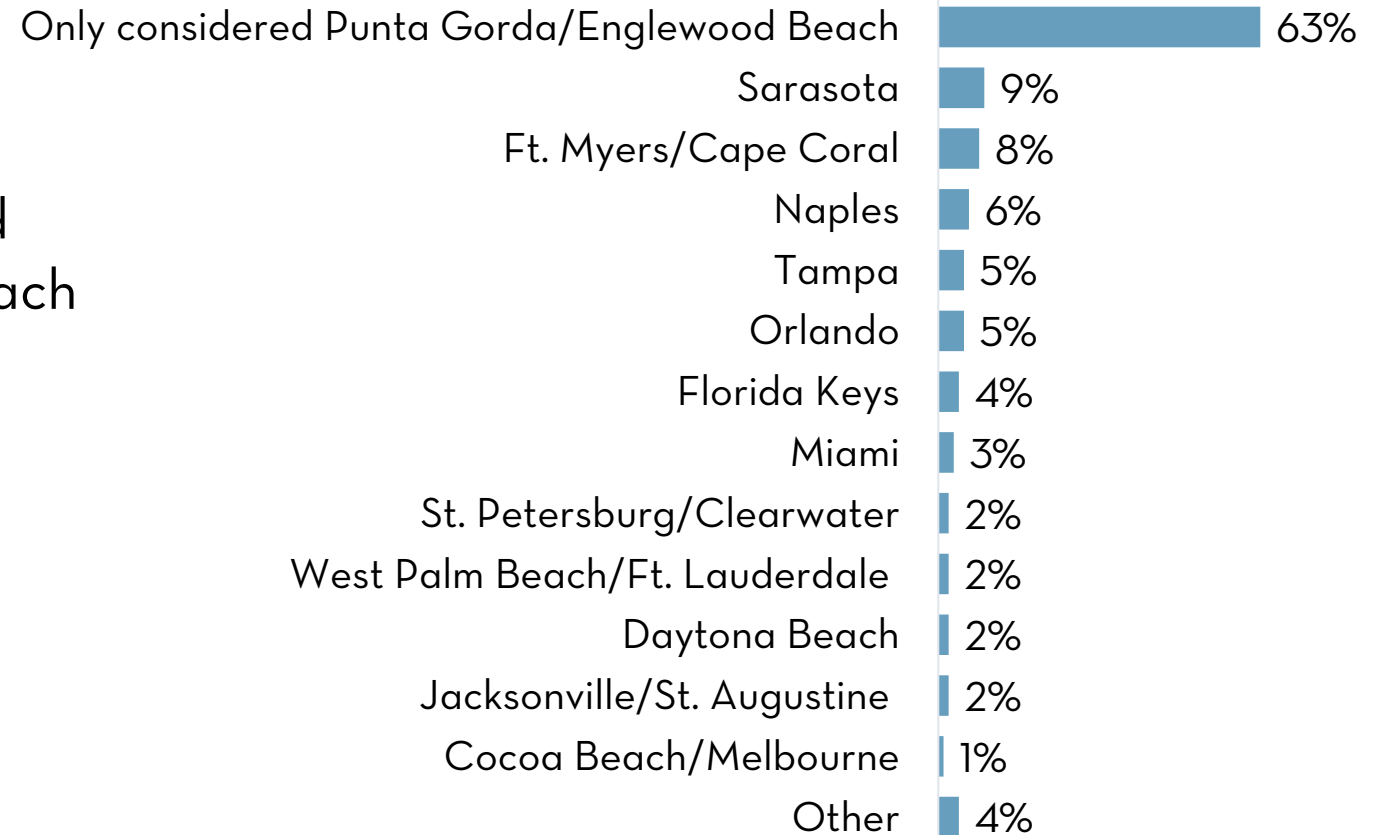 Only considered Punta Gorda/Englewood Beach 63%
Sarasota 9%
Ft. Myers/Cape Coral 8%
Naples 6%
Tampa 5%
Orlando 5%
Florida Keys 4%
Miami 3%
St. Petersburg/Clearwater 2%
West Palm Beach/Ft. Lauderdale 2%
Daytona Beach 2%
Jacksonville/St. Augustine 2%
Cocoa Beach/Melbourne 1%
Other 4%
ach